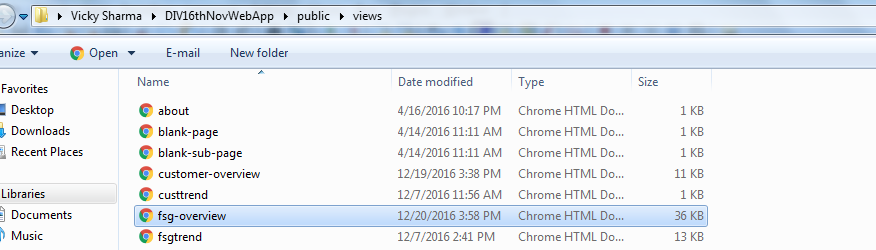 Vicky Sharma ▸ DIV16thNovWebApp ▸ public ▸ views
anize Open E-mail New folder
Favorites
Desktop
Downloads
Recent Places
Libraries
Documents
Music
Name Date modified Type Size
about 4/16/2016 10:17 PM Chrome HTML Do... 1 KB
blank-page 4/14/2016 11:11 AM Chrome HTML Do... 1 KB
blank-sub-page 4/14/2016 11:11 AM Chrome HTML Do... 1 KB
customer-overview 12/19/2016 3:38 PM Chrome HTML Do... 11 KB
custtrend 12/7/2016 11:56 AM Chrome HTML Do... 1 KB
fsg-overview 12/20/2016 3:58 PM Chrome HTML Do... 36 KB
fsgtrend 12/7/2016 2:41 PM Chrome HTML Do... 13 KB